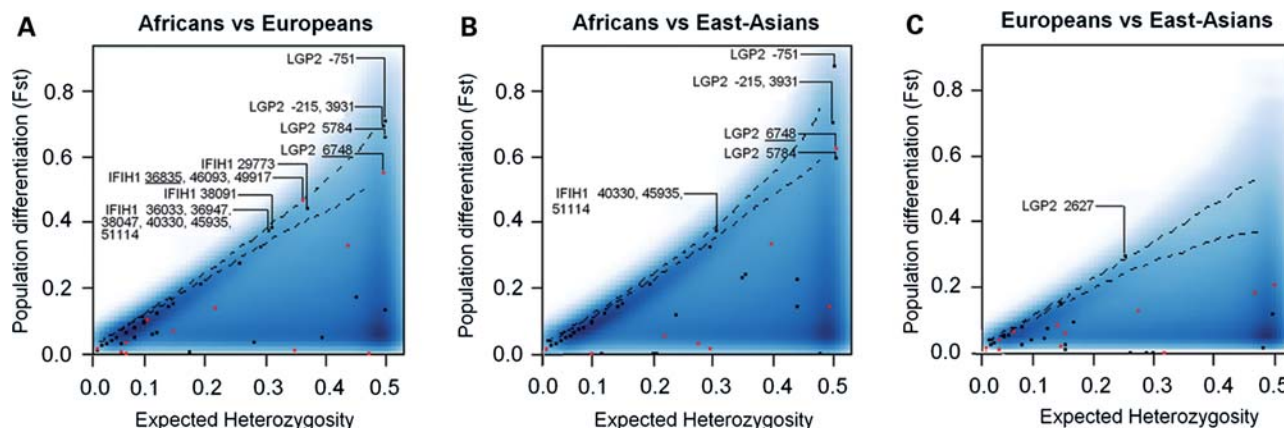 A
Africans vs Europeans
Population differentiation (Fst)
0.8
0.6
0.4
0.2
0.0
LGP2 -751
LGP2 -215, 3931
LGP2 5784
LGP2 6748
IFIH1 29773
IFIH1 36835, 46093, 49917
IFIH1 38091
IFIH1 36033, 36947,
38047, 40330, 45935,
51114
0.0 0.1 0.2 0.3 0.4 0.5
Expected Heterozygosity
B
Africans vs East-Asians
Population differentiation (Fst)
0.8
0.6
0.4
0.2
0.0
LGP2 -751
LGP2 -215, 3931
LGP2 6748
LGP2 5784
IFIH1 40330, 45935,
51114
0.0 0.1 0.2 0.3 0.4 0.5
Expected Heterozygosity
C
Europeans vs East-Asians
Population differentiation (Fst)
0.8
0.6
0.4
0.2
0.0
LGP2 2627
0.0 0.1 0.2 0.3 0.4 0.5
Expected Heterozygosity